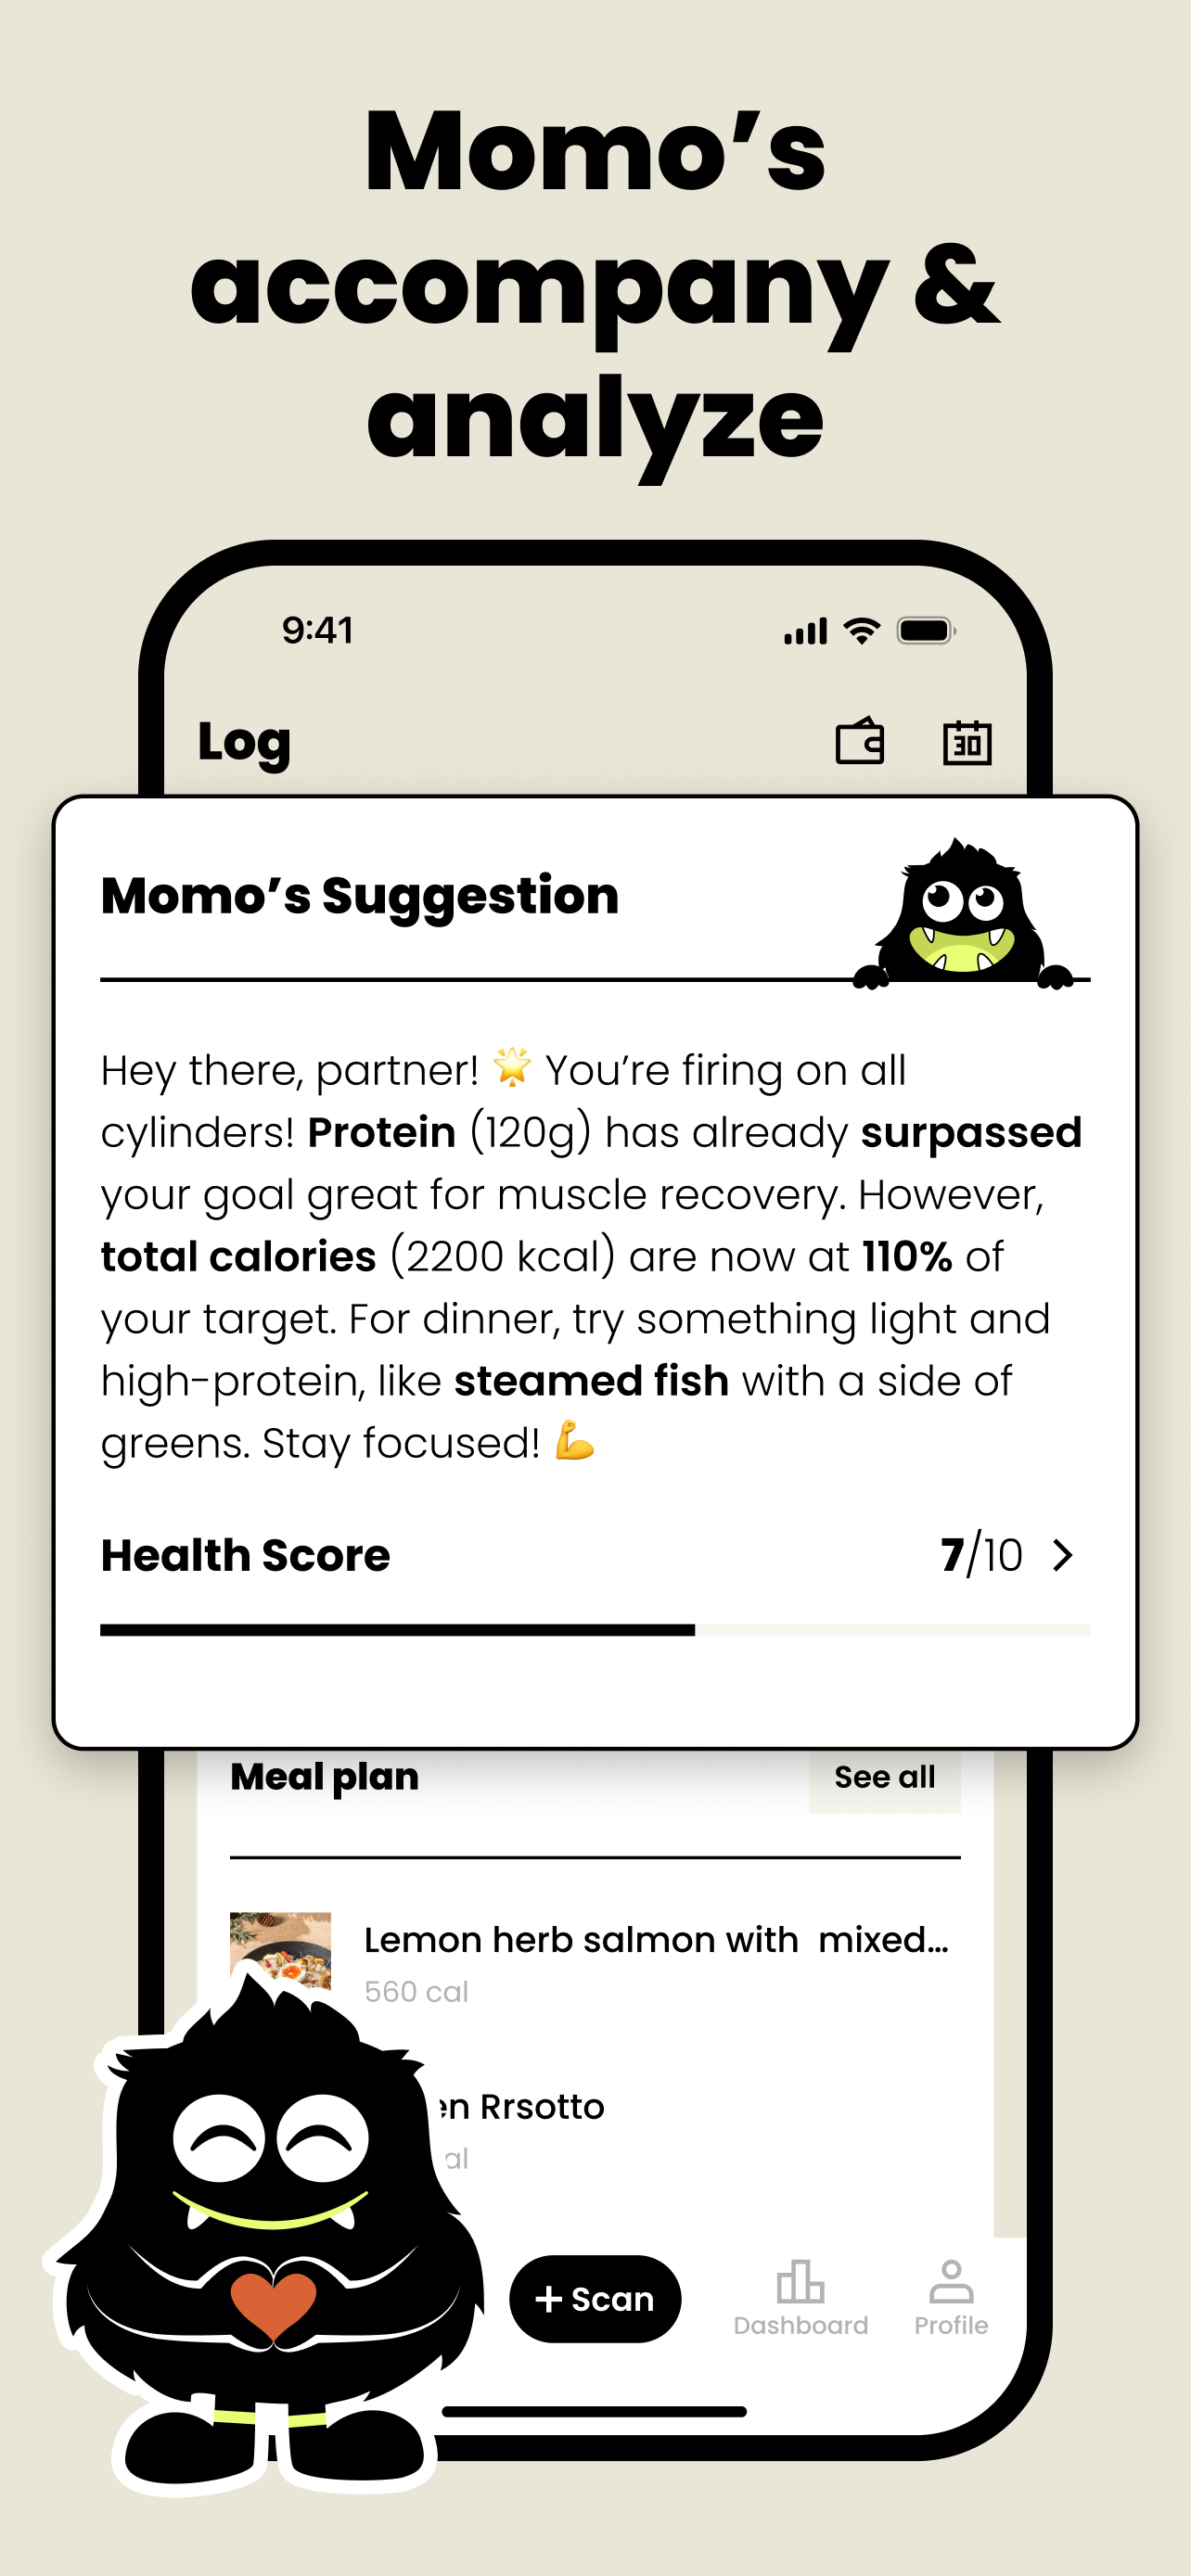 Momo’s
accompany &
analyze
9:41
Log
30
Momo’s Suggestion
Hey there, partner! 🌟 You’re firing on all
cylinders! Protein (120g) has already surpassed
your goal great for muscle recovery. However,
total calories (2200 kcal) are now at 110% of
your target. For dinner, try something light and
high-protein, like steamed fish with a side of
greens. Stay focused! 💪
Health Score 7/10
Meal plan See all
Lemon herb salmon with  mixed...
560 cal
Rrsotto
+ Scan
Dashboard Profile